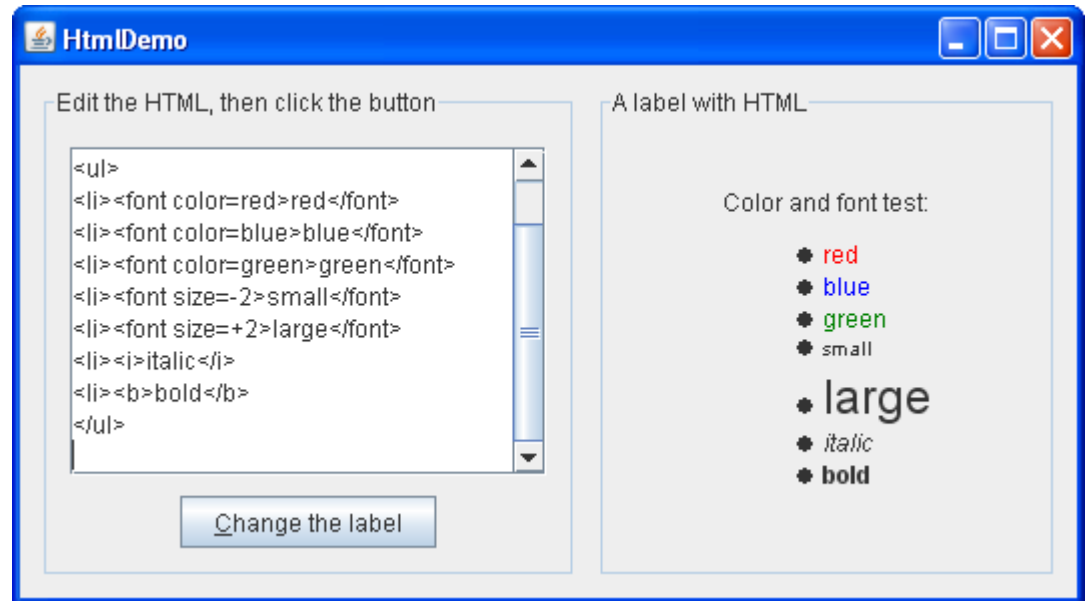 HtmlDemo
Edit the HTML, then click the button
<ul>
<li><font color=red>red</font>
<li><font color=blue>blue</font>
<li><font color=green>green</font>
<li><font size=-2>small</font>
<li><font size=+2>large</font>
<li><i>italic</i>
<li><b>bold</b>
</ul>
Change the label
A label with HTML
Color and font test:
red
blue
green
small
large
italic
bold